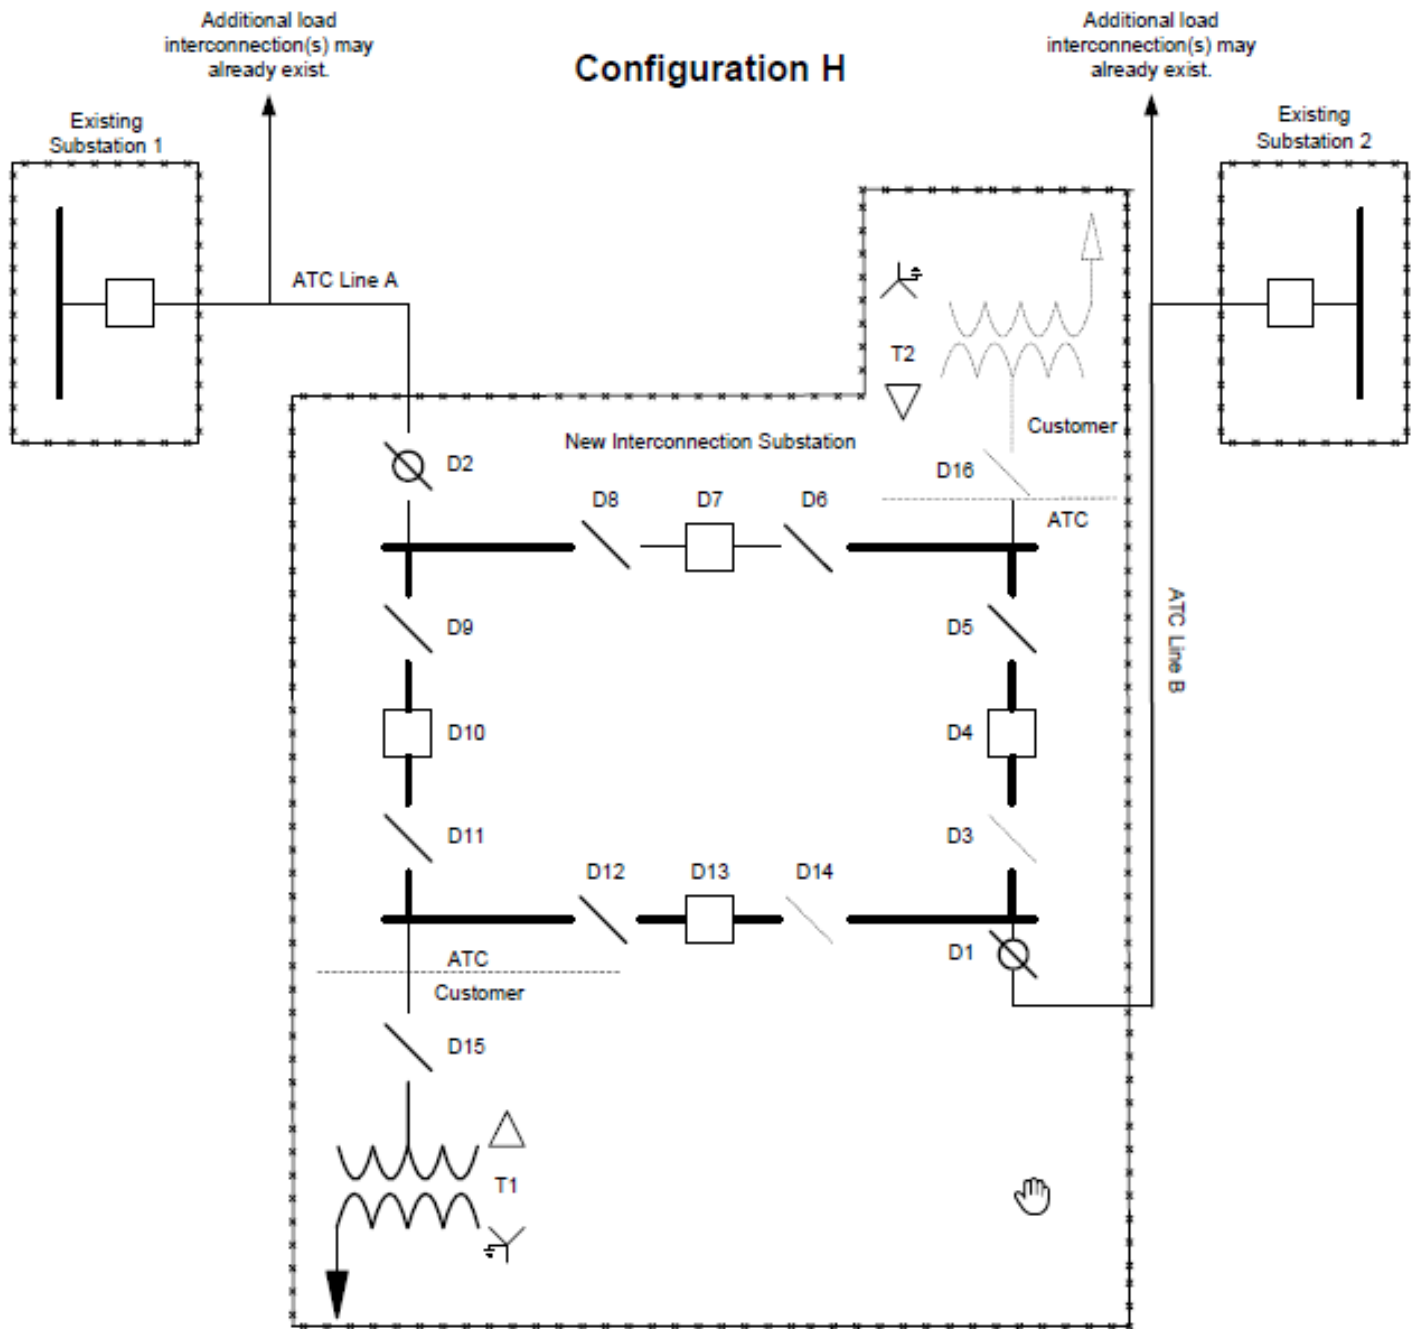 Additional load
interconnection(s) may
already exist.
Configuration H
Additional load
interconnection(s) may
already exist.
Existing
Substation 1
Existing
Substation 2
ATC Line A
T2
Customer
New Interconnection Substation
D2
D16
D8
D7
D6
ATC
D9
D5
ATC Line B
D10
D4
D11
D3
D12
D13
D14
D1
ATC
Customer
D15
T1